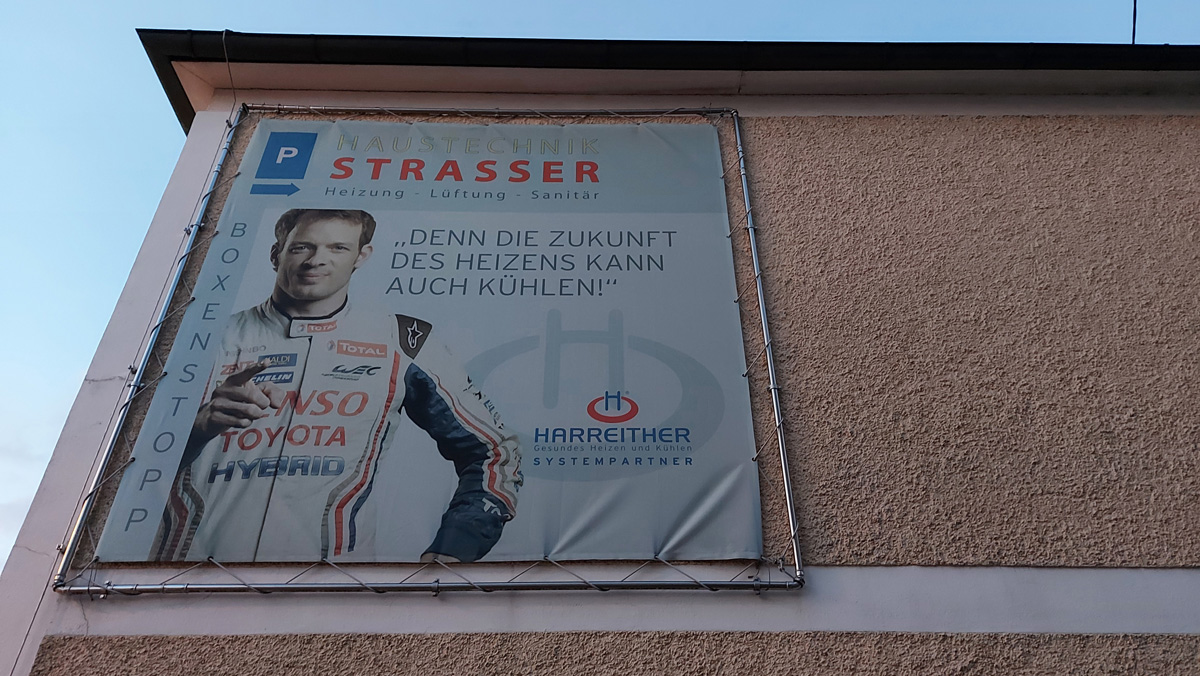 P
HAUSTECHNIK
STRASSER
Heizung - Lüftung - Sanitär
BOXENSTOPP
„DENN DIE ZUKUNFT
DES HEIZENS KANN
AUCH KÜHLEN!“
TOTAL
TOTAL
WEC
NSO
TOYOTA
HYBRID
H
H
HARREITHER
Gesundes Heizen und Kühlen
SYSTEMPARTNER